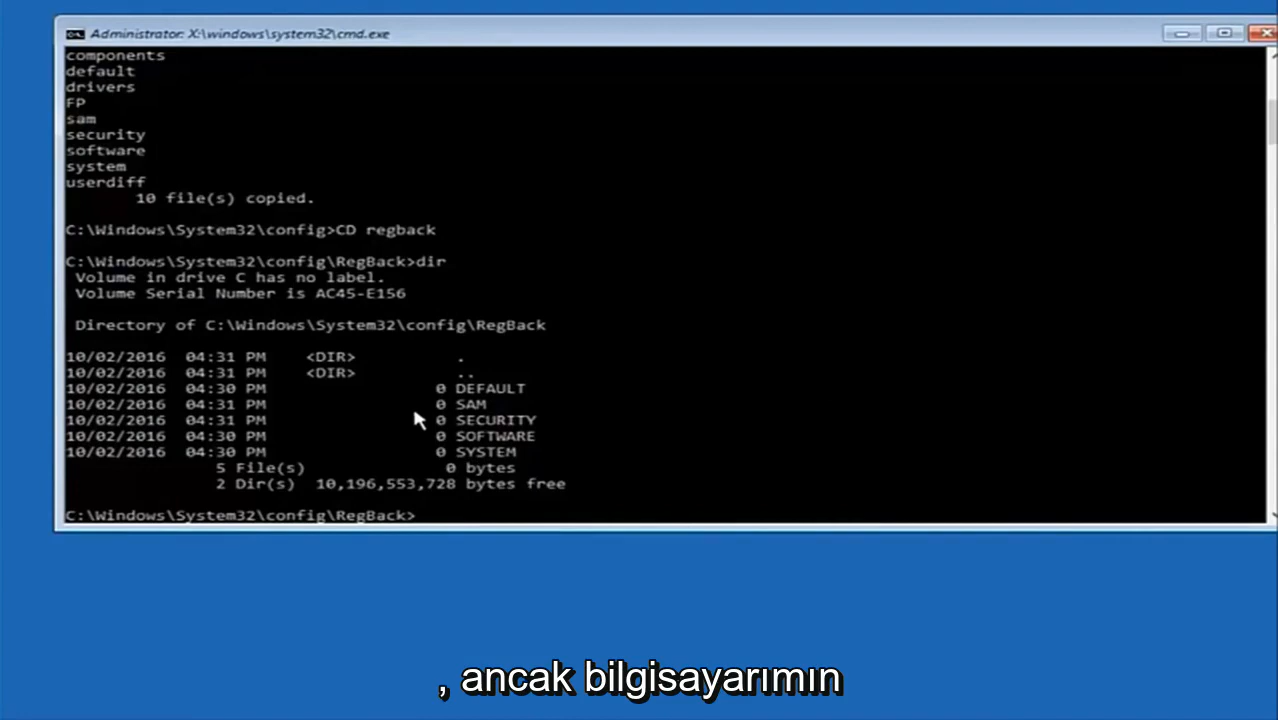 Administrator: X:\windows\system32\cmd.exe
components
default
drivers
FP
sam
security
software
system
userdiff
10 file(s) copied.
C:\Windows\System32\config>CD regback
C:\Windows\System32\config\RegBack>dir
Volume in drive C has no label.
Volume Serial Number is AC45-E156
Directory of C:\Windows\System32\config\RegBack
10/02/2016 04:31 PM <DIR> .
10/02/2016 04:31 PM <DIR> ..
10/02/2016 04:30 PM 0 DEFAULT
10/02/2016 04:31 PM 0 SAM
10/02/2016 04:31 PM 0 SECURITY
10/02/2016 04:30 PM 0 SOFTWARE
10/02/2016 04:30 PM 0 SYSTEM
5 File(s) 0 bytes
2 Dir(s) 10,196,553,728 bytes free
C:\Windows\System32\config\RegBack>
, ancak bilgisayarımın